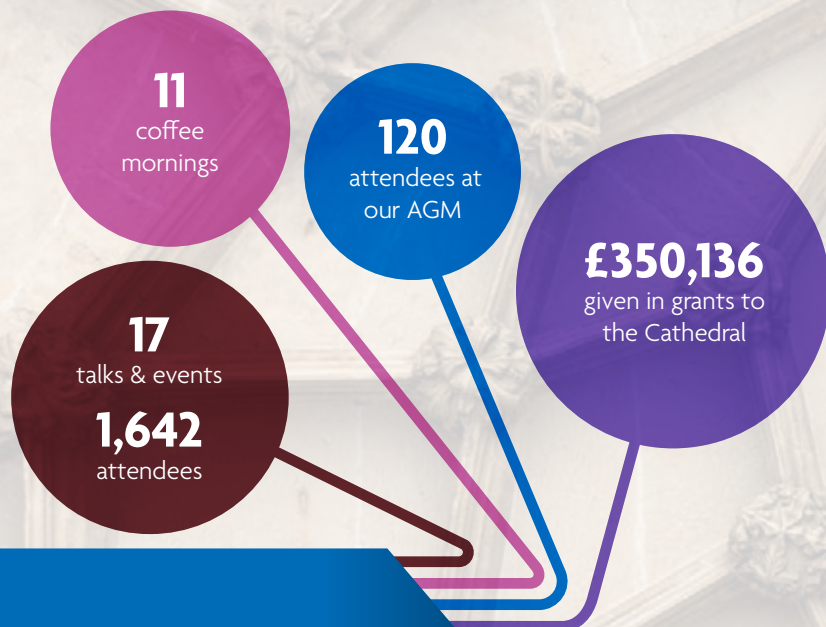 11
coffee
mornings
120
attendees at
our AGM
£350,136
given in grants to
the Cathedral
17
talks & events
1,642
attendees